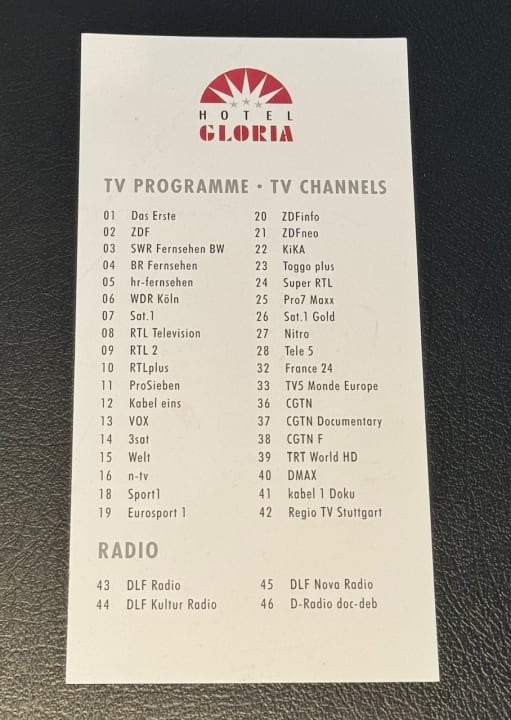 HOTEL
GLORIA
TV PROGRAMME • TV CHANNELS
01 Das Erste
02 ZDF
03 SWR Fernsehen BW
04 BR Fernsehen
05 hr-fernsehen
06 WDR Köln
07 Sat.1
08 RTL Television
09 RTL 2
10 RTLplus
11 ProSieben
12 Kabel eins
13 VOX
14 3sat
15 Welt
16 n-tv
18 Sport1
19 Eurosport 1
20 ZDFinfo
21 ZDFneo
22 KiKA
23 Toggo plus
24 Super RTL
25 Pro7 Maxx
26 Sat.1 Gold
27 Nitro
28 Tele 5
32 France 24
33 TV5 Monde Europe
36 CGTN
37 CGTN Documentary
38 CGTN F
39 TRT World HD
40 DMAX
41 kabel 1 Doku
42 Regio TV Stuttgart
RADIO
43 DLF Radio
44 DLF Kultur Radio
45 DLF Nova Radio
46 D-Radio doc-deb